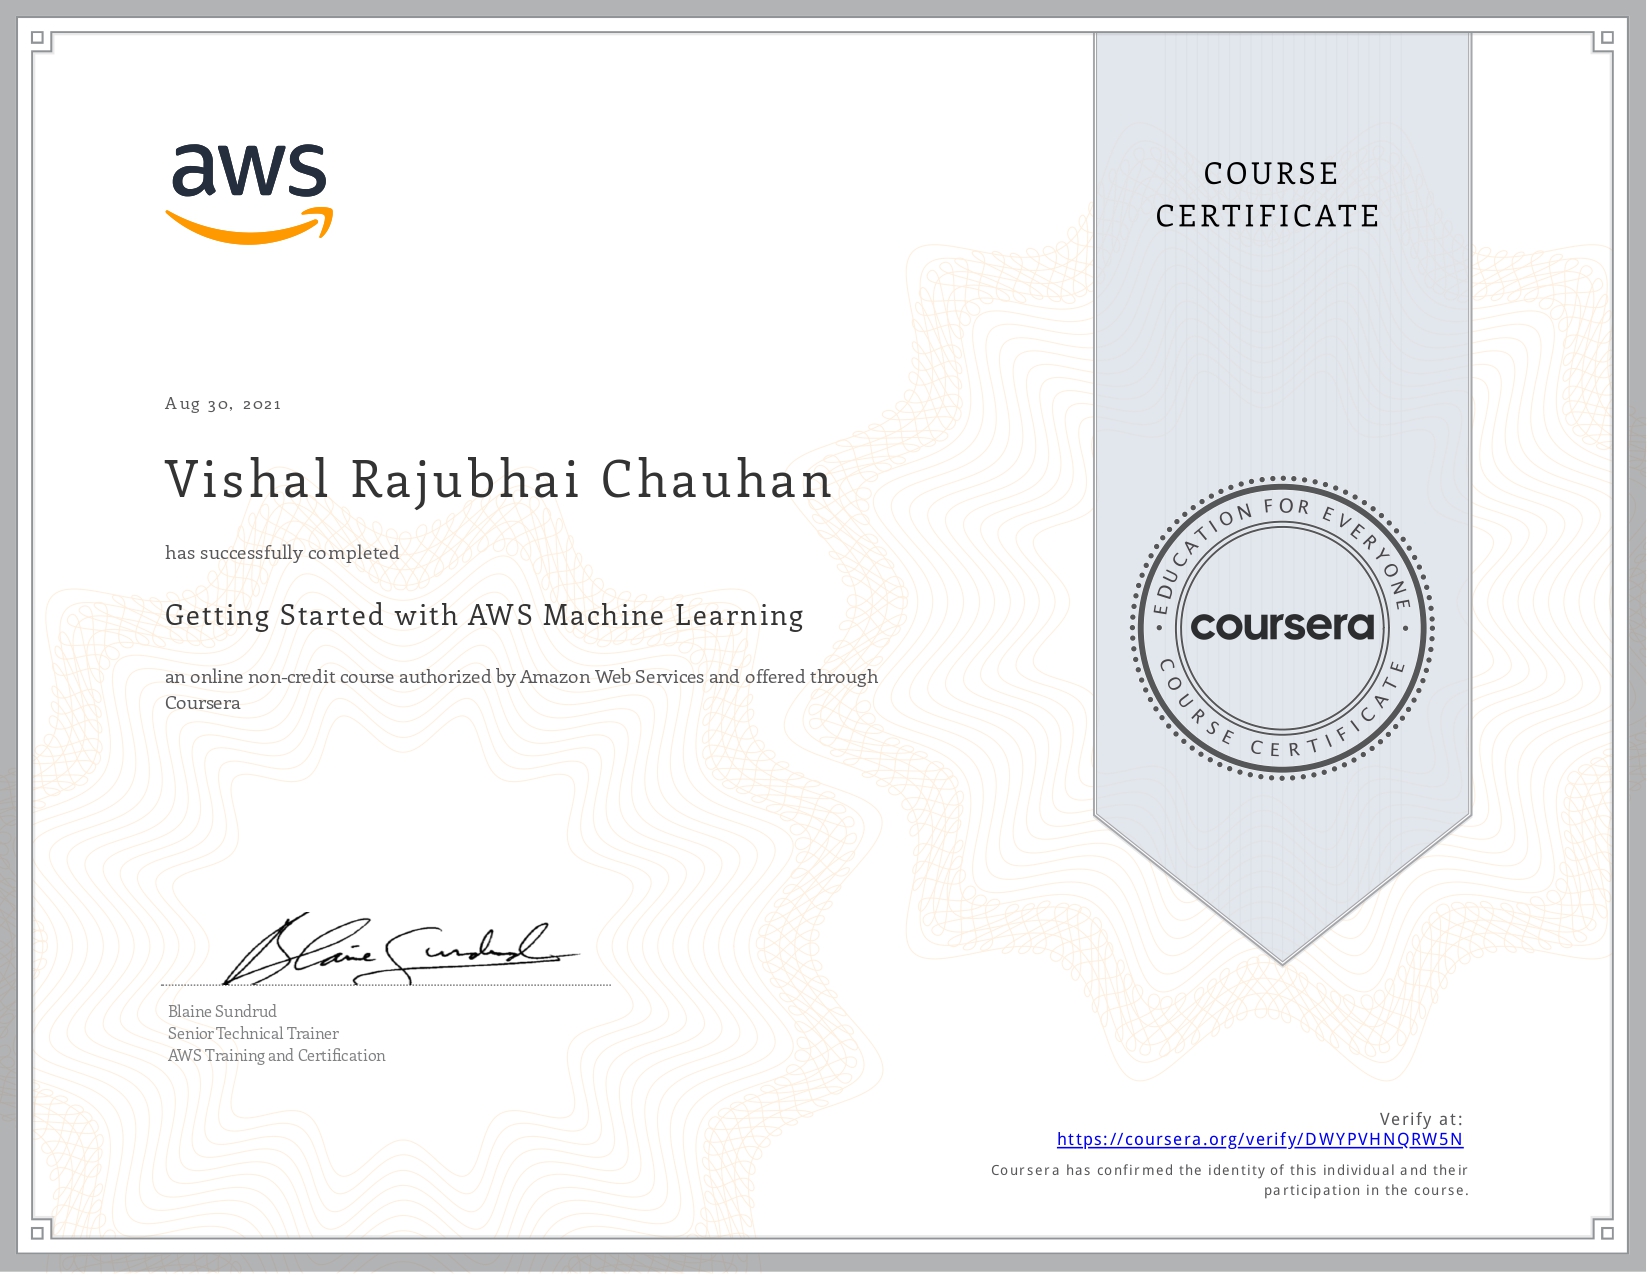 aws
COURSE
CERTIFICATE
Aug 30, 2021
Vishal Rajubhai Chauhan
has successfully completed
Getting Started with AWS Machine Learning
an online non-credit course authorized by Amazon Web Services and offered through
Coursera
EDUCATION FOR EVERYONE
coursera
COURSE CERTIFICATE
Blaine Sundrud
Blaine Sundrud
Senior Technical Trainer
AWS Training and Certification
Verify at:
https://coursera.org/verify/DWYPVHNQRW5N
Coursera has confirmed the identity of this individual and their
participation in the course.